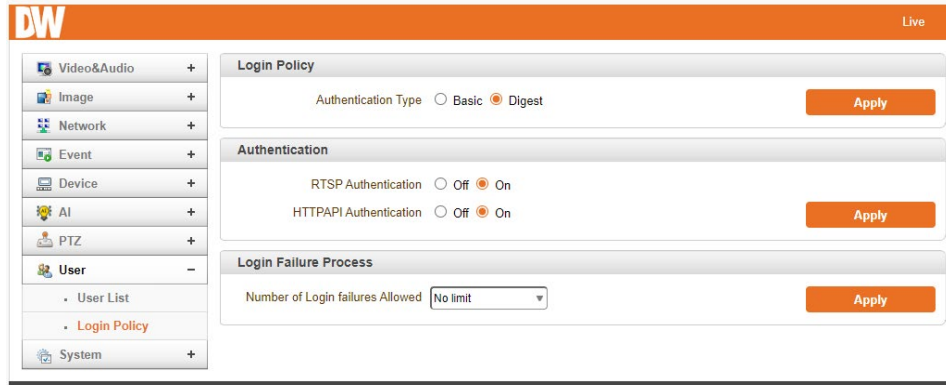 DW
Live
Video&Audio +
Image +
Network +
Event +
Device +
AI +
PTZ +
User −
User List
Login Policy
System +
Login Policy
Authentication Type Basic Digest
Apply
Authentication
RTSP Authentication Off On
HTTPAPI Authentication Off On
Apply
Login Failure Process
Number of Login failures Allowed No limit
Apply